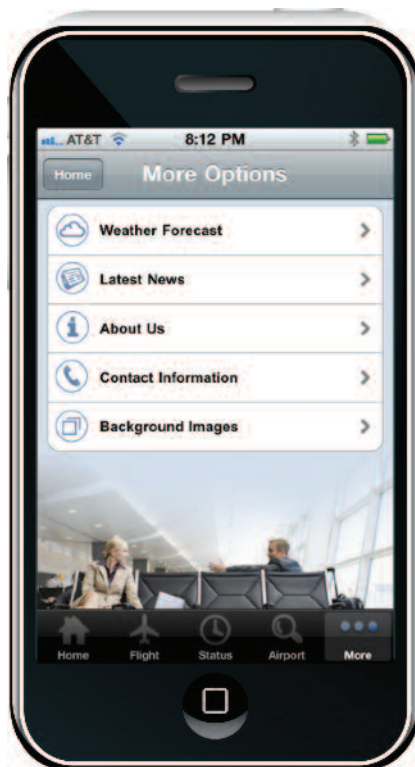 AT&T 8:12 PM
Home More Options
Weather Forecast
Latest News
About Us
Contact Information
Background Images
Home Flight Status Airport More